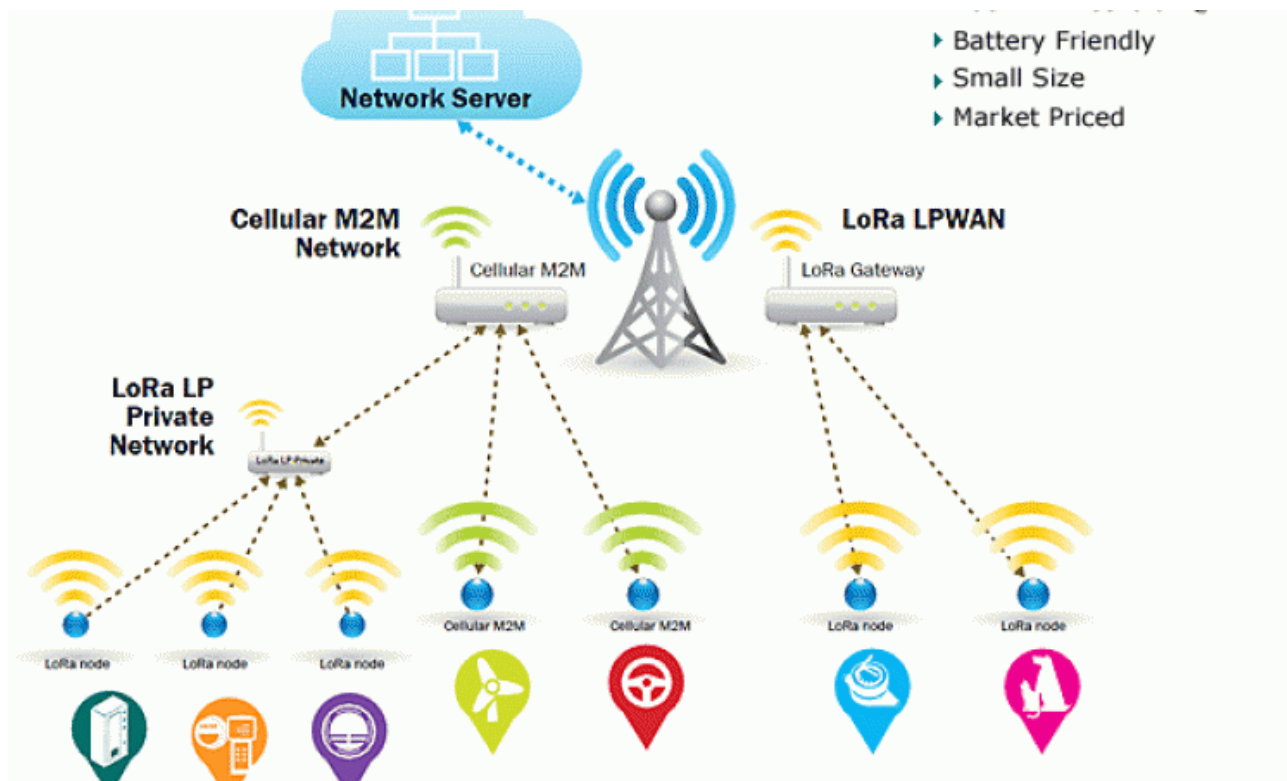 Battery Friendly
Small Size
Market Priced
Network Server
Cellular M2M
Network
Cellular M2M
LoRa LPWAN
LoRa Gateway
LoRa LP
Private
Network
LoRa LP Private
Cellular M2M
Cellular M2M
LoRa node
LoRa node
LoRa node
LoRa node
LoRa node